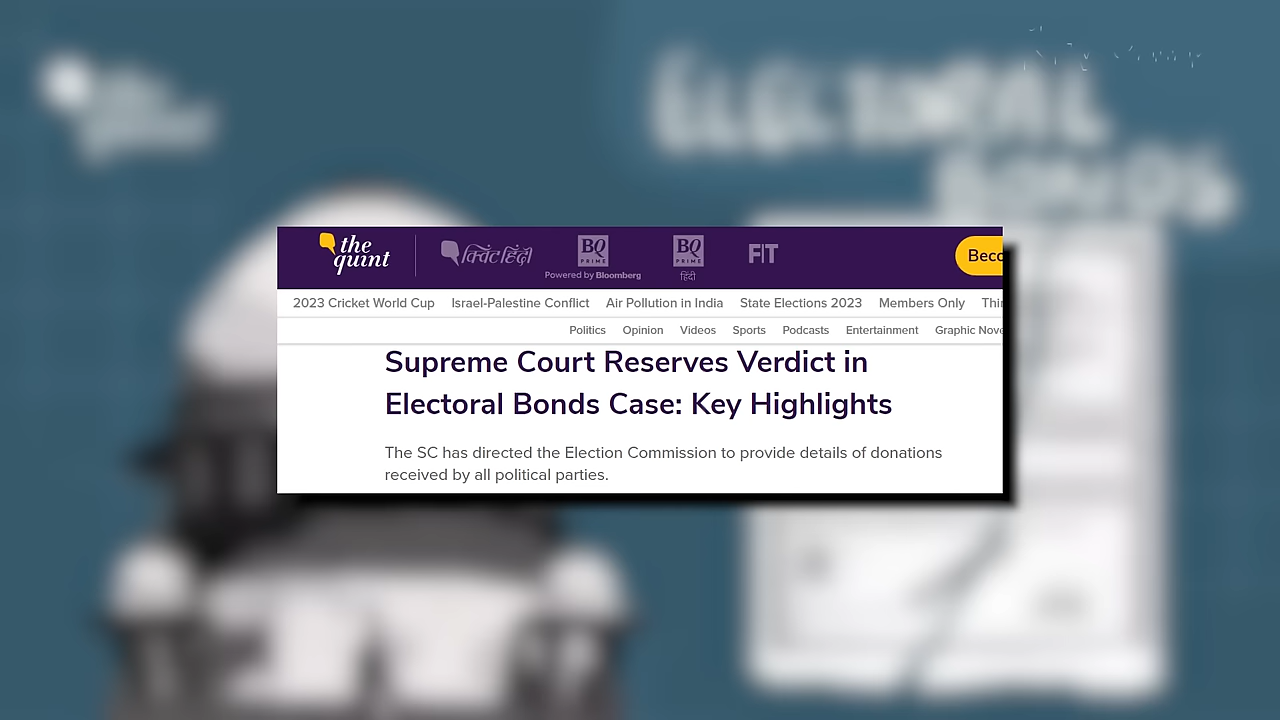 ELECTORAL
BONDS
the
quint
क्विंट हिंदी
BQ
PRIME
Powered by Bloomberg
BQ
PRIME
हिंदी
FIT
2023 Cricket World Cup Israel-Palestine Conflict Air Pollution in India State Elections 2023 Members Only
Politics Opinion Videos Sports Podcasts Entertainment Graphic
Supreme Court Reserves Verdict in
Electoral Bonds Case: Key Highlights
The SC has directed the Election Commission to provide details of donations
received by all political parties.